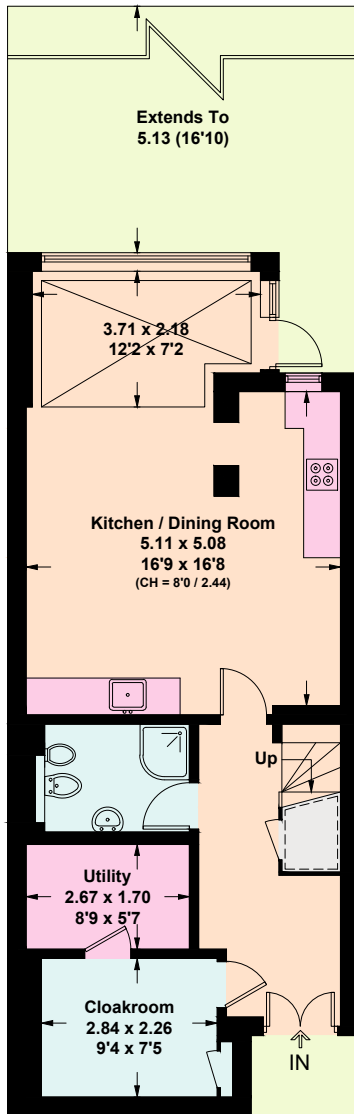 Extends To
5.13 (16'10)
3.71 x 2.18
12'2 x 7'2
Kitchen / Dining Room
5.11 x 5.08
16'9 x 16'8
(CH = 8'0 / 2.44)
Up
Utility
2.67 x 1.70
8'9 x 5'7
Cloakroom
2.84 x 2.26
9'4 x 7'5
IN